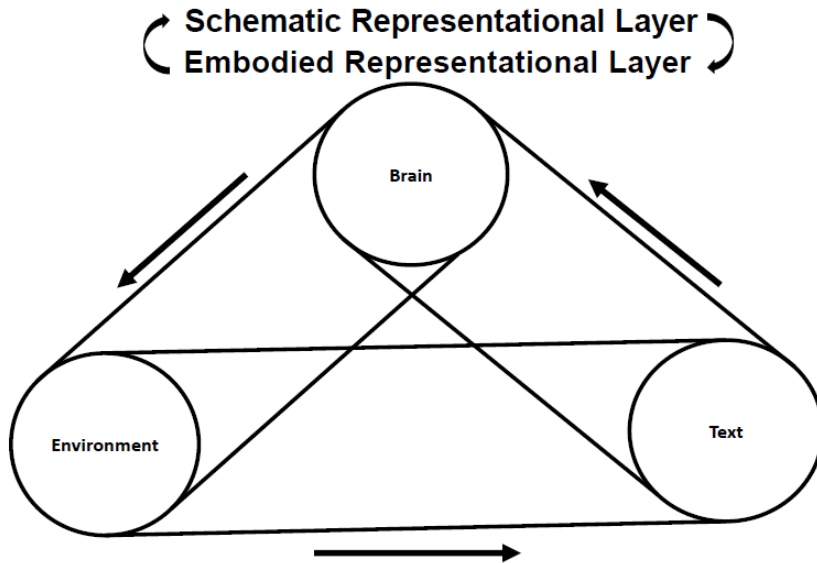 Schematic Representational Layer
Embodied Representational Layer
Brain
Environment
Text